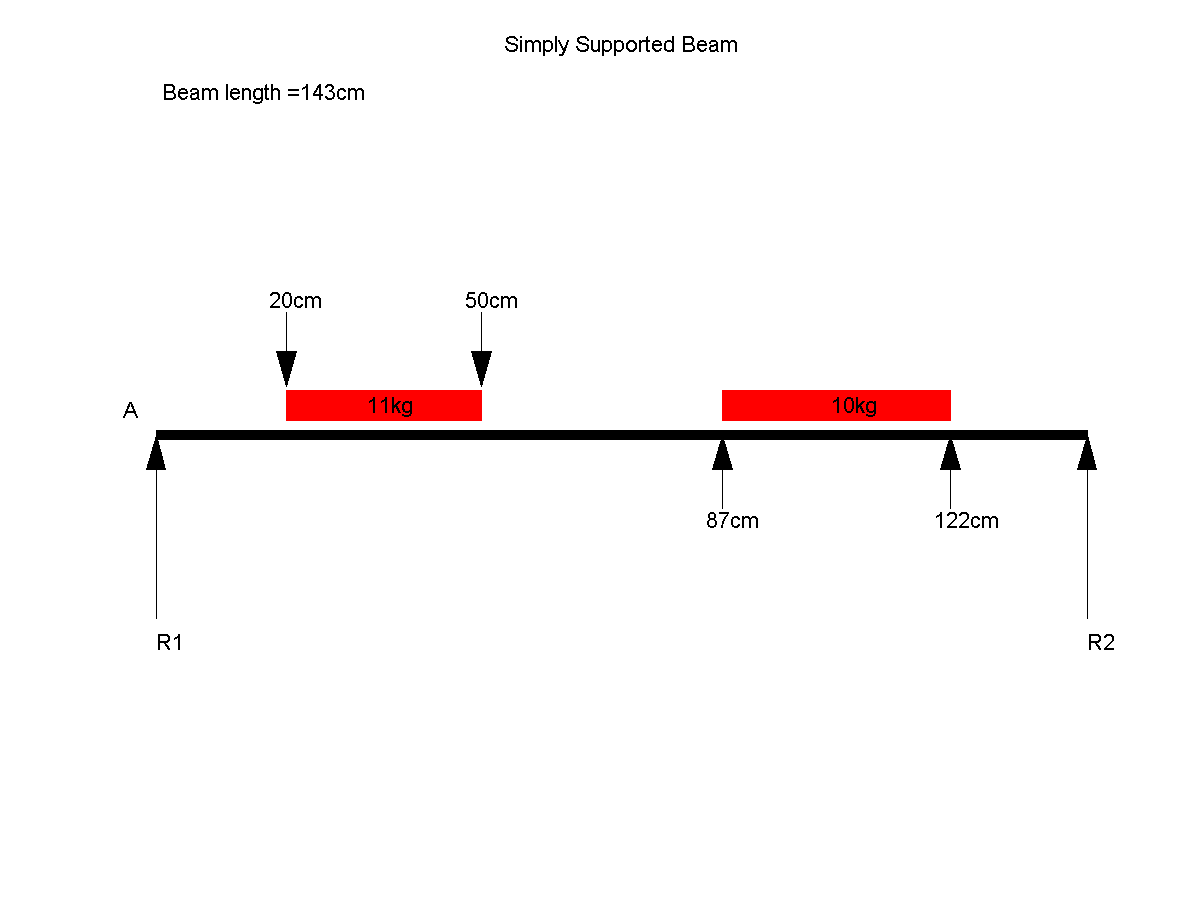 Simply Supported Beam
Beam length =143cm
20cm
50cm
A
11kg
10kg
87cm
122cm
R1
R2